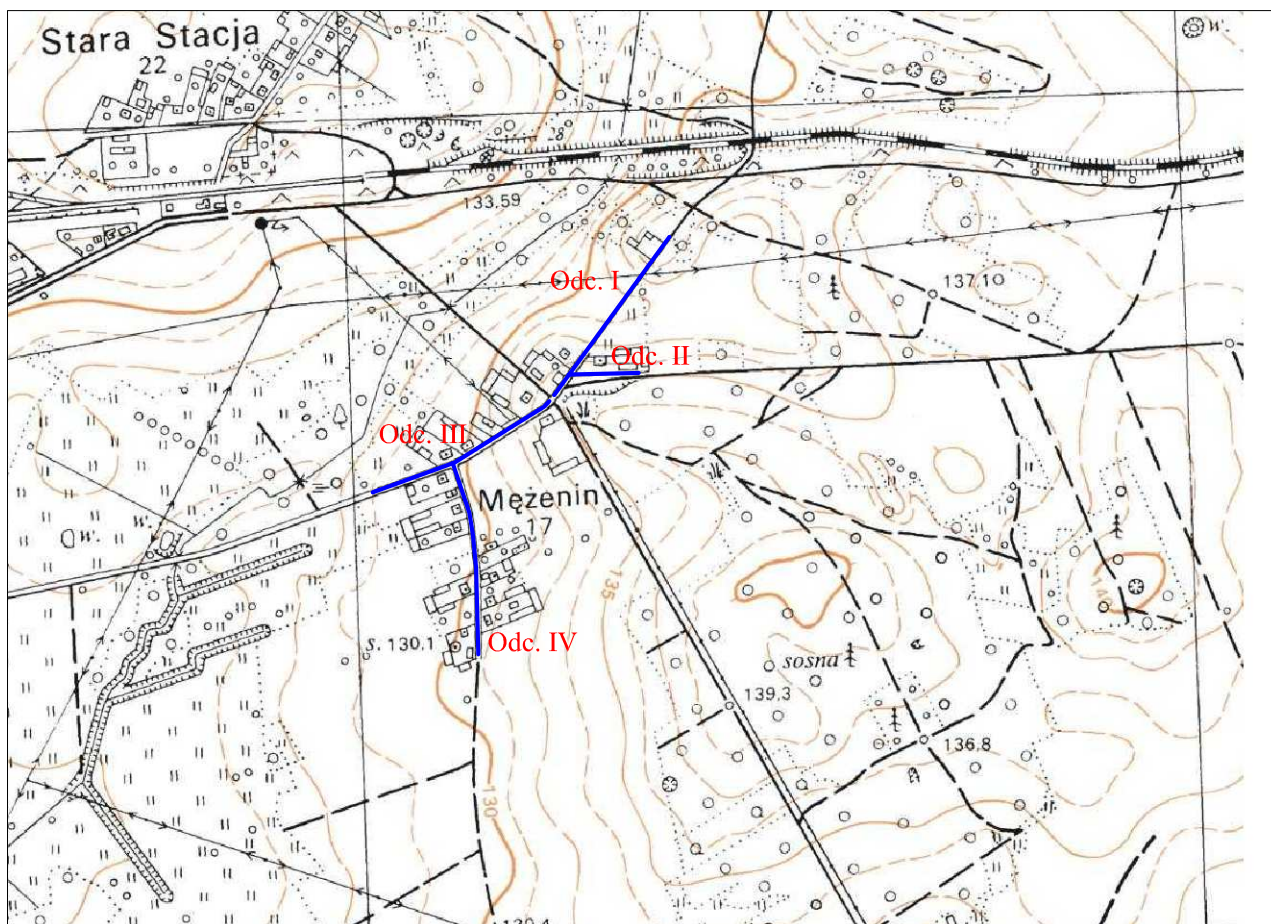 Stara Stacja
22
w.
28
133.59
Odc. I
137.1
Odc. II
Odc. III
Mężenin
17
w.
135
140
s. 130.1
Odc. IV
sosna
139.3
136.8
130